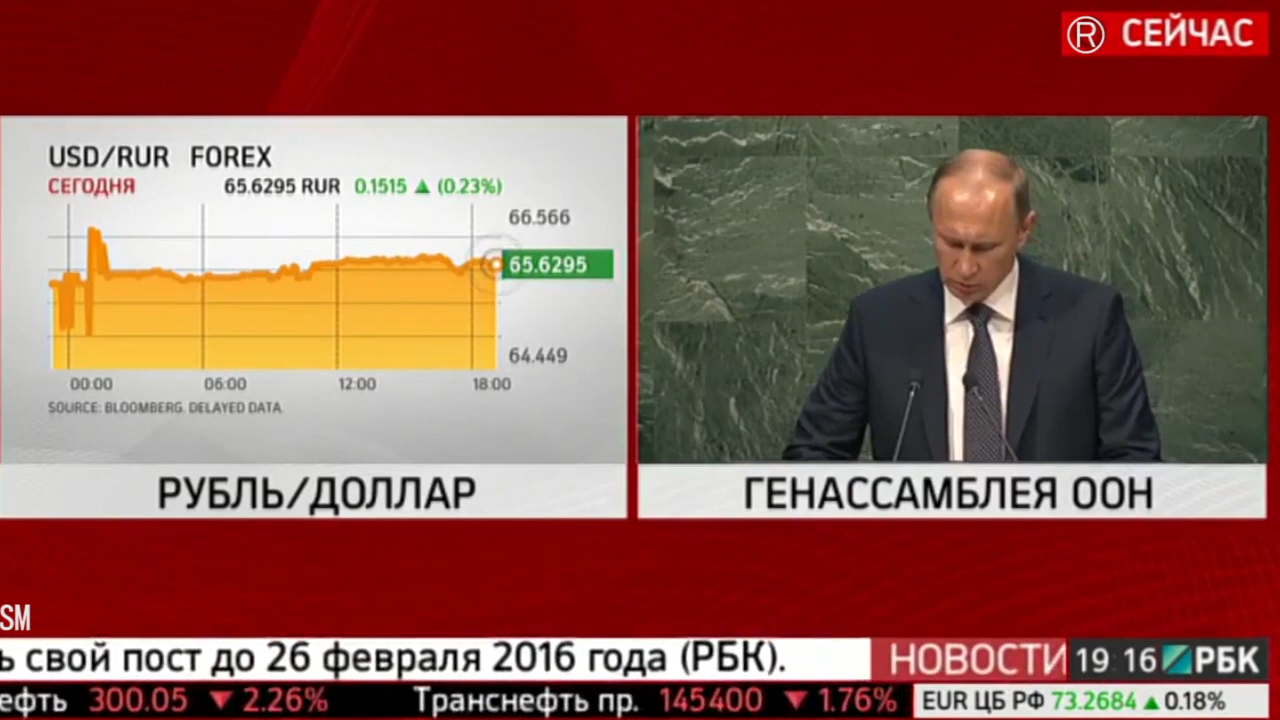 ® СЕЙЧАС
USD/RUR FOREX
СЕГОДНЯ 65.6295 RUR 0.1515 ▲ (0.23%)
66.566
65.6295
64.449
00:00 06:00 12:00 18:00
SOURCE: BLOOMBERG. DELAYED DATA.
РУБЛЬ/ДОЛЛАР
ГЕНАССАМБЛЕЯ ООН
SM
ь свой пост до 26 февраля 2016 года (РБК).
НОВОСТИ 19 16 РБК
ефть 300.05 ▼ 2.26% Транснефть пр. 145400 ▼ 1.76% EUR ЦБ РФ 73.2684 ▲ 0.18%